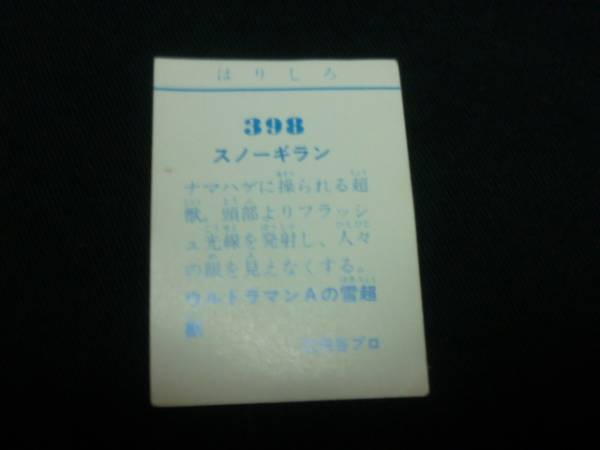 はりしろ
398
スノーギラン
ナマハゲに操られる超
獣。頭部よりフラッシ
ュ光線を発射し、人々
の眼を見えなくする。
ウルトラマンAの雪超
獣
円谷プロ